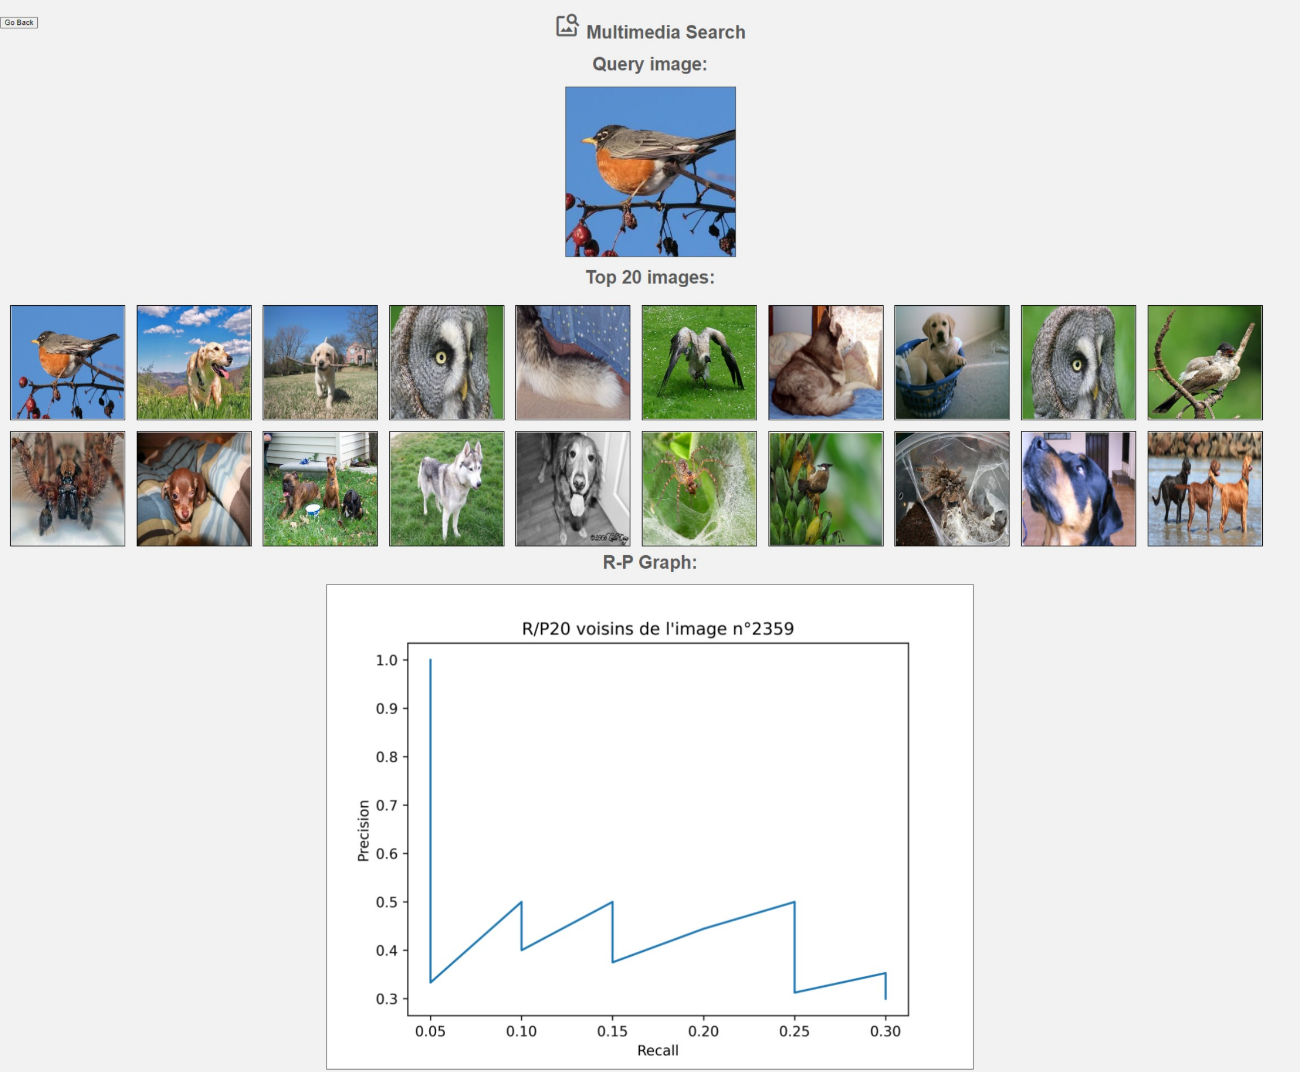 Go Back
Multimedia Search
Query image:
Top 20 images:
R-P Graph:
R/P20 voisins de l'image n°2359
1.0
0.9
0.8
0.7
0.6
0.5
0.4
0.3
Precision
0.05 0.10 0.15 0.20 0.25 0.30
Recall